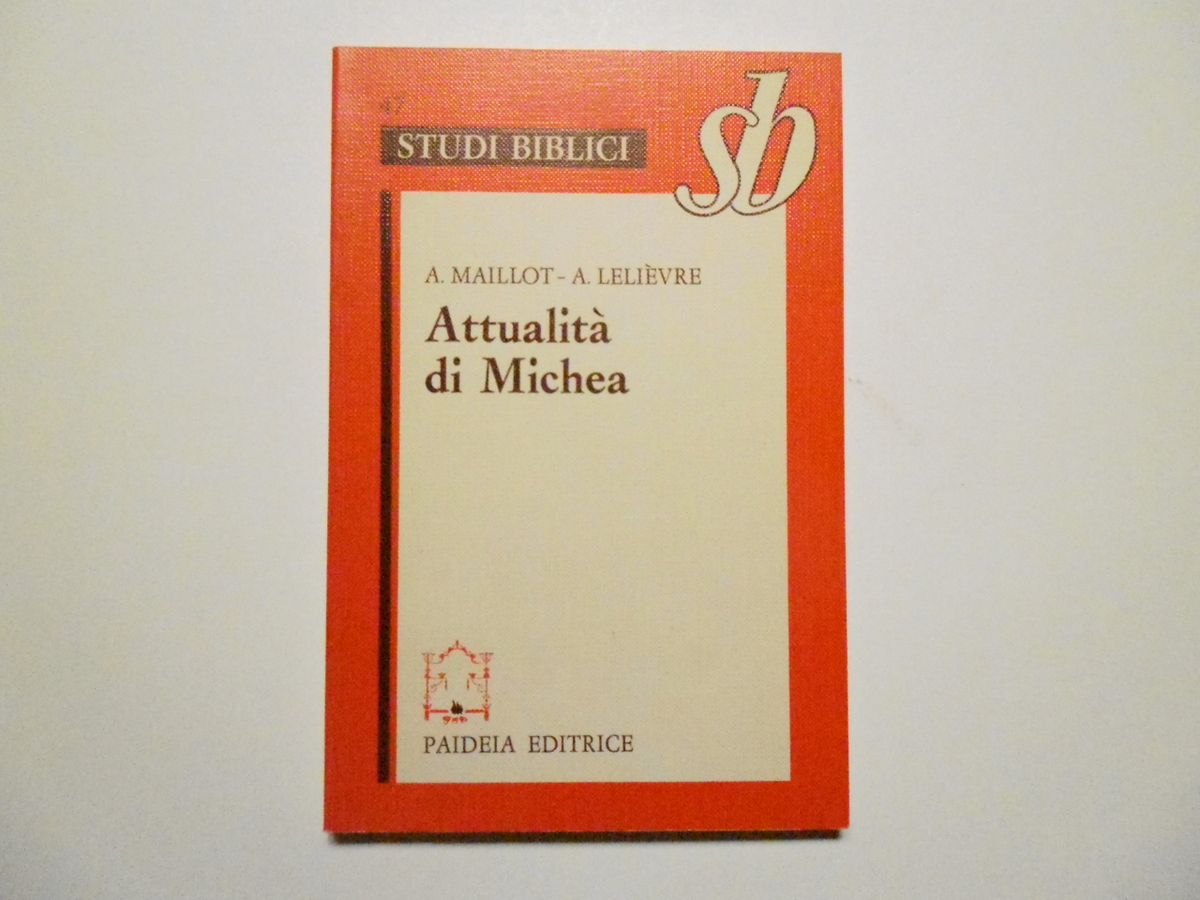 47
STUDI BIBLICI
sb
A. MAILLOT - A. LELIÈVRE
Attualità
di Michea
PAIDEIA EDITRICE